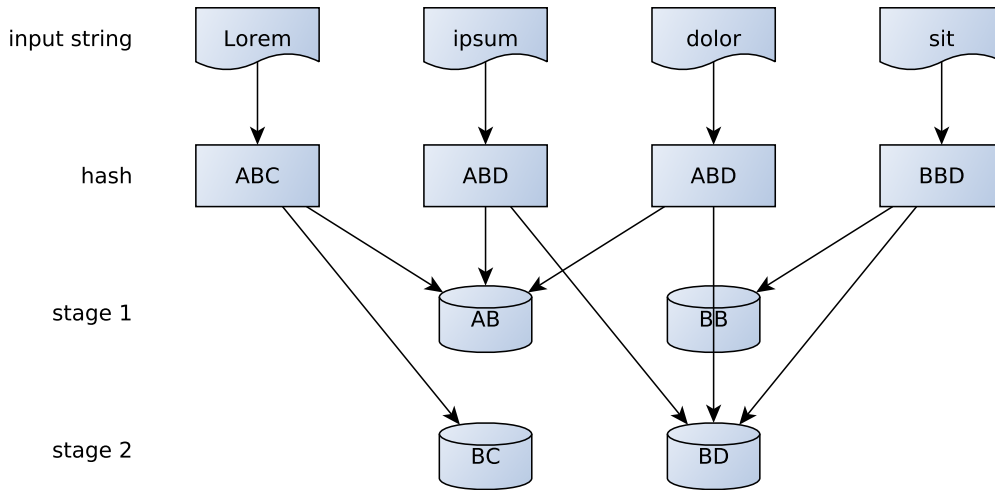 input string Lorem ipsum dolor sit
hash ABC ABD ABD BBD
stage 1 AB BB
stage 2 BC BD